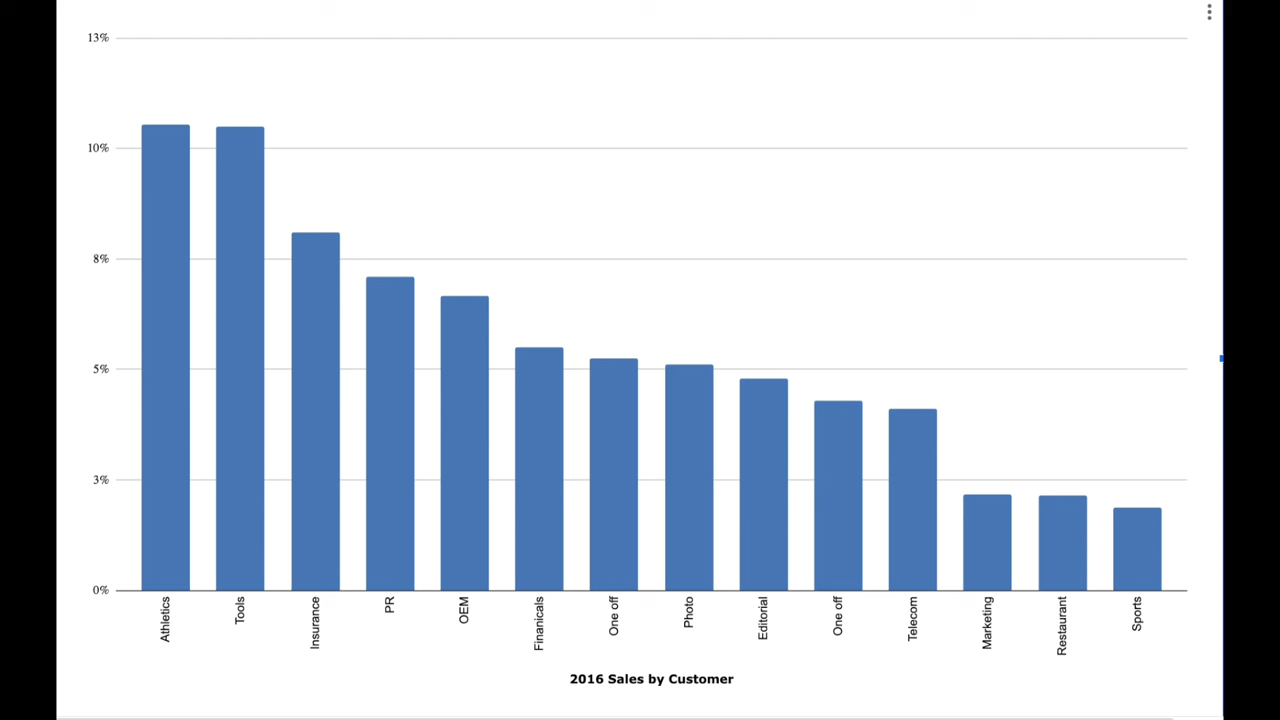 13%
10%
8%
5%
3%
0%
Athletics
Tools
Insurance
PR
OEM
Finanicals
One off
Photo
Editorial
One off
Telecom
Marketing
Restaurant
Sports
2016 Sales by Customer